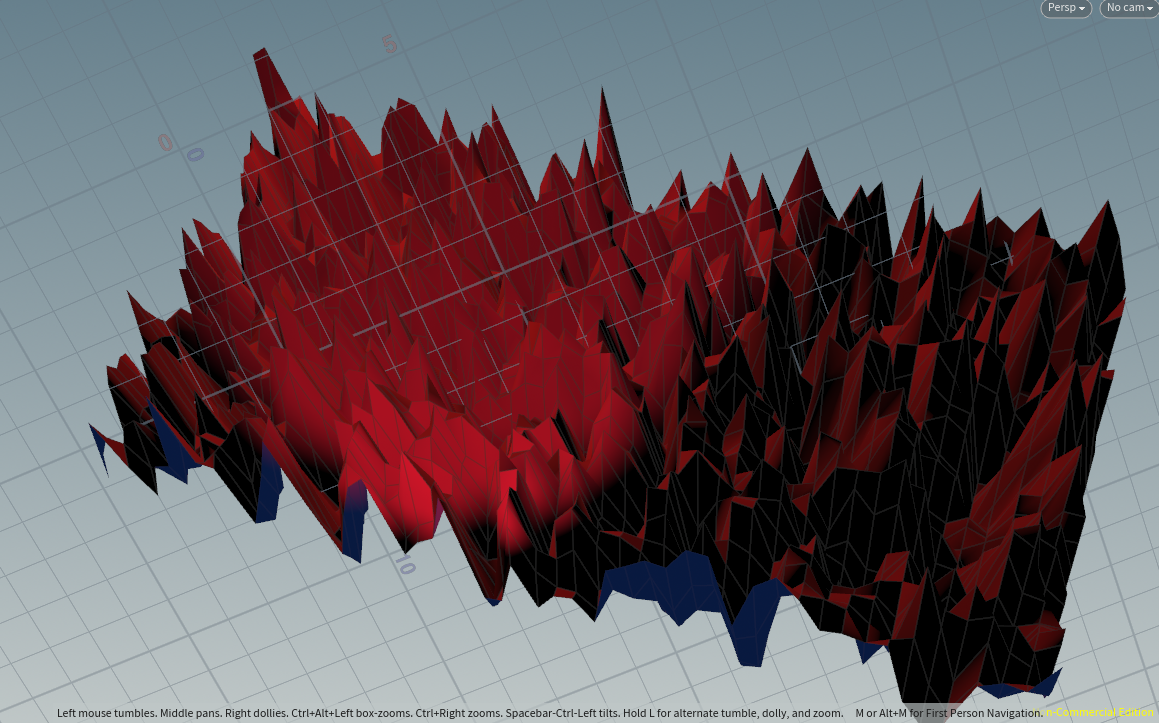 Persp
No cam
5
0
0
10
Left mouse tumbles. Middle pans. Right dollies. Ctrl+Alt+Left box-zooms. Ctrl+Right zooms. Spacebar-Ctrl-Left tilts. Hold L for alternate tumble, dolly, and zoom. M or Alt+M for First Person Navigation.
n-Commercial Edition